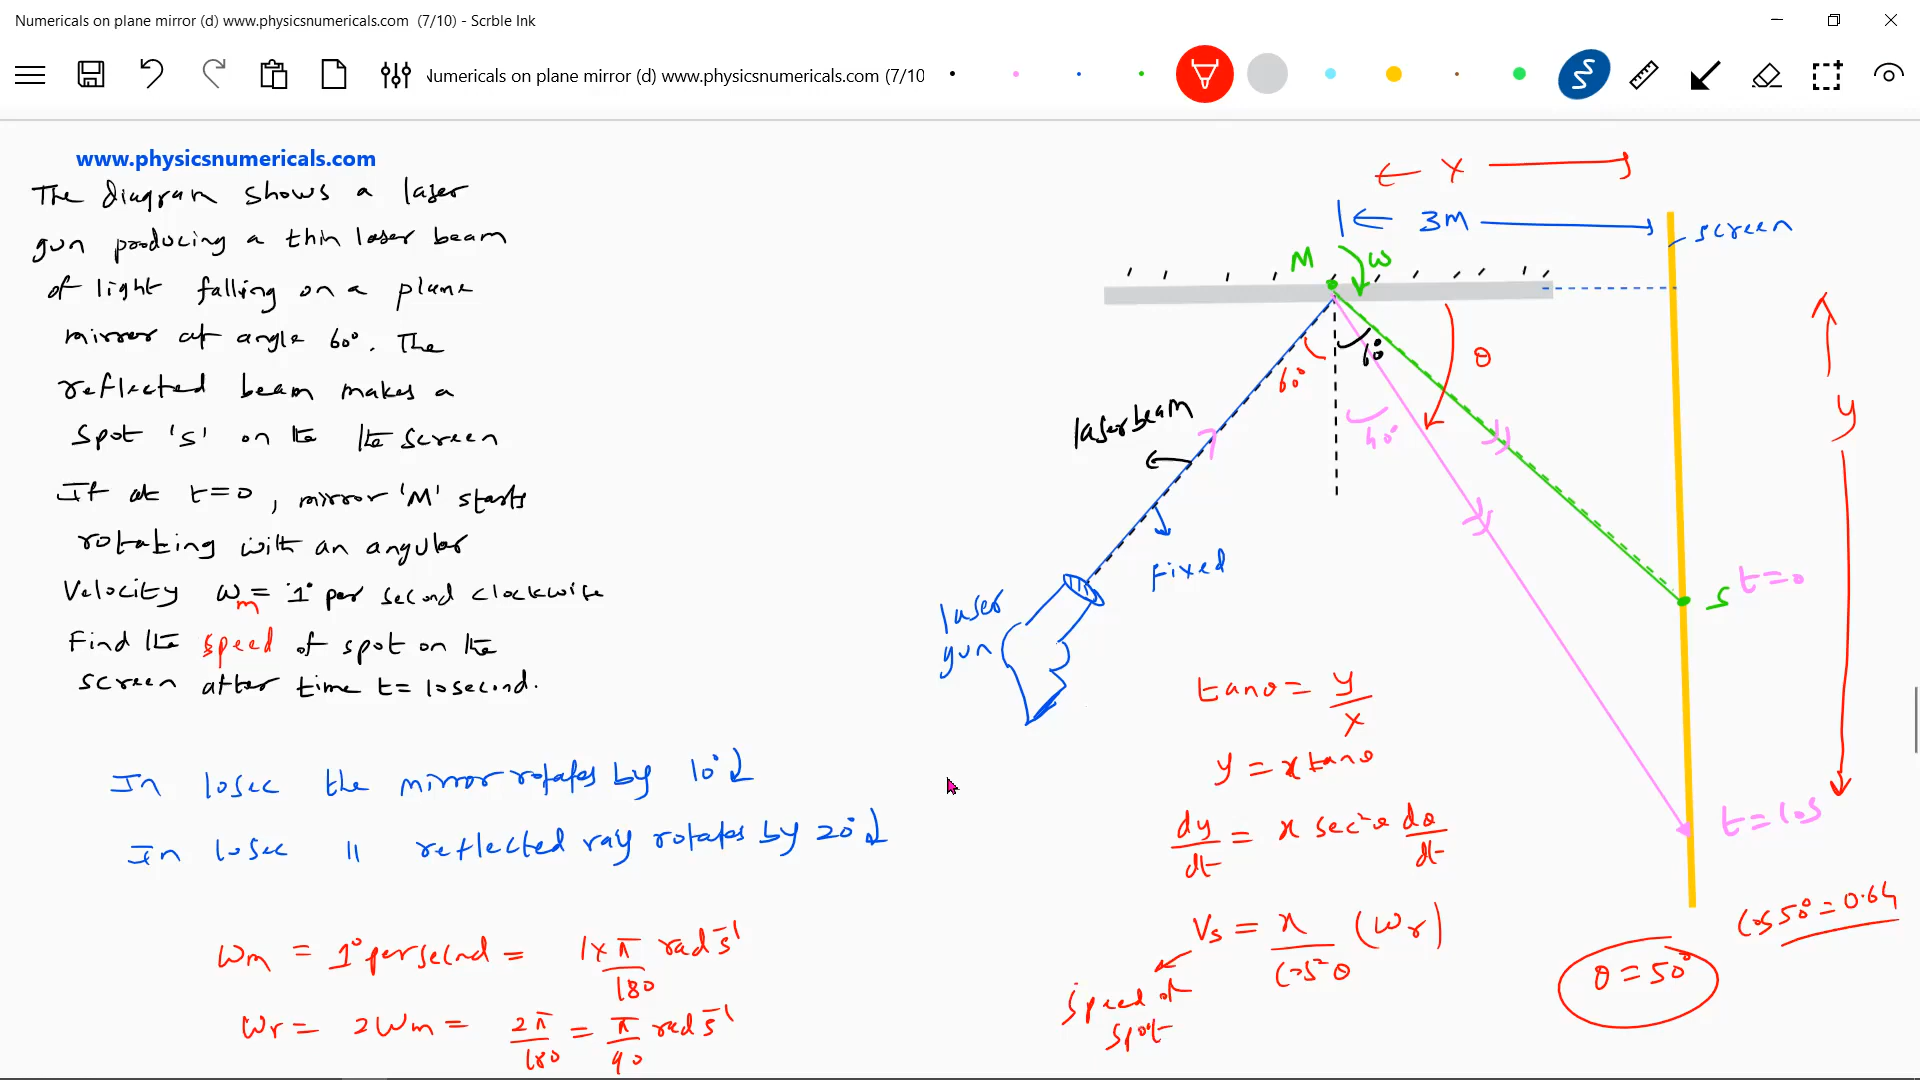 Numericals on plane mirror (d) www.physicsnumericals.com (7/10) - Scrble Ink
Numericals on plane mirror (d) www.physicsnumericals.com (7/10
www.physicsnumericals.com
The diagram shows a laser
gun producing a thin laser beam
of light falling on a plane
mirror at angle 60°. The
reflected beam makes a
spot 's' on the the screen
If at t=0, mirror 'M' starts
rotating with an angular
Velocity ωm = 1° per second clockwise
Find the speed of spot on the
screen after time t= 10second.
In 10sec the mirror rotates by 10°↓
In 10sec 11 reflected ray rotates by 20°↓
ωm = 1° per second = 1×π/180 rad s⁻¹
ωr = 2ωm = 2π/180 = π/90 rad s⁻¹
← x →
← 3M →
screen
M
ω
60°
60°
θ
40°
laser beam
Fixed
laser
gun
s t=0
y
t=10s
tanθ = y/x
y = x tanθ
dy/dt = x sec²θ dθ/dt
Vs = x/cos²θ (ωr)
Speed of
spot
θ = 50°
cos50° = 0.64